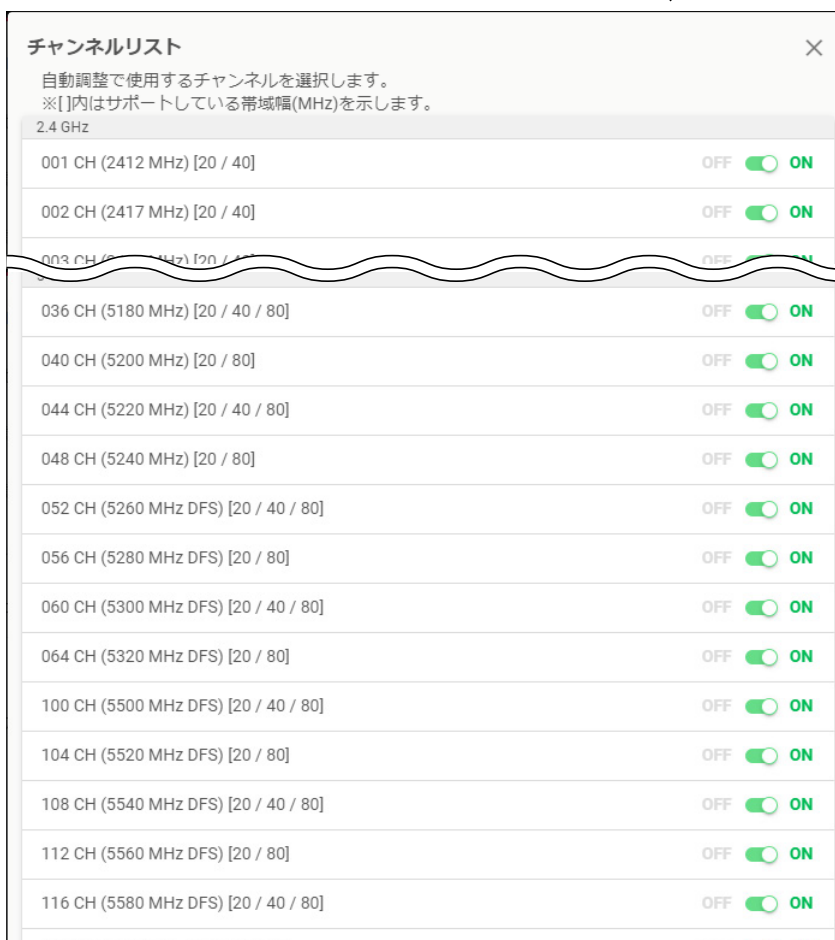 チャンネルリスト
自動調整で使用するチャンネルを選択します。
※[]内はサポートしている帯域幅(MHz)を示します。
2.4 GHz
001 CH (2412 MHz) [20 / 40] OFF ON
002 CH (2417 MHz) [20 / 40] OFF ON
003 CH
036 CH (5180 MHz) [20 / 40 / 80] OFF ON
040 CH (5200 MHz) [20 / 80] OFF ON
044 CH (5220 MHz) [20 / 40 / 80] OFF ON
048 CH (5240 MHz) [20 / 80] OFF ON
052 CH (5260 MHz DFS) [20 / 40 / 80] OFF ON
056 CH (5280 MHz DFS) [20 / 80] OFF ON
060 CH (5300 MHz DFS) [20 / 40 / 80] OFF ON
064 CH (5320 MHz DFS) [20 / 80] OFF ON
100 CH (5500 MHz DFS) [20 / 40 / 80] OFF ON
104 CH (5520 MHz DFS) [20 / 80] OFF ON
108 CH (5540 MHz DFS) [20 / 40 / 80] OFF ON
112 CH (5560 MHz DFS) [20 / 80] OFF ON
116 CH (5580 MHz DFS) [20 / 40 / 80] OFF ON